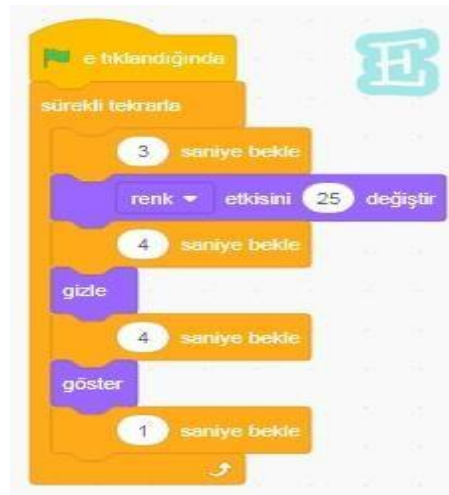 e tıklandığında
E
sürekli tekrarla
3 saniye bekle
renk etkisini 25 değiştir
4 saniye bekle
gizle
4 saniye bekle
göster
1 saniye bekle